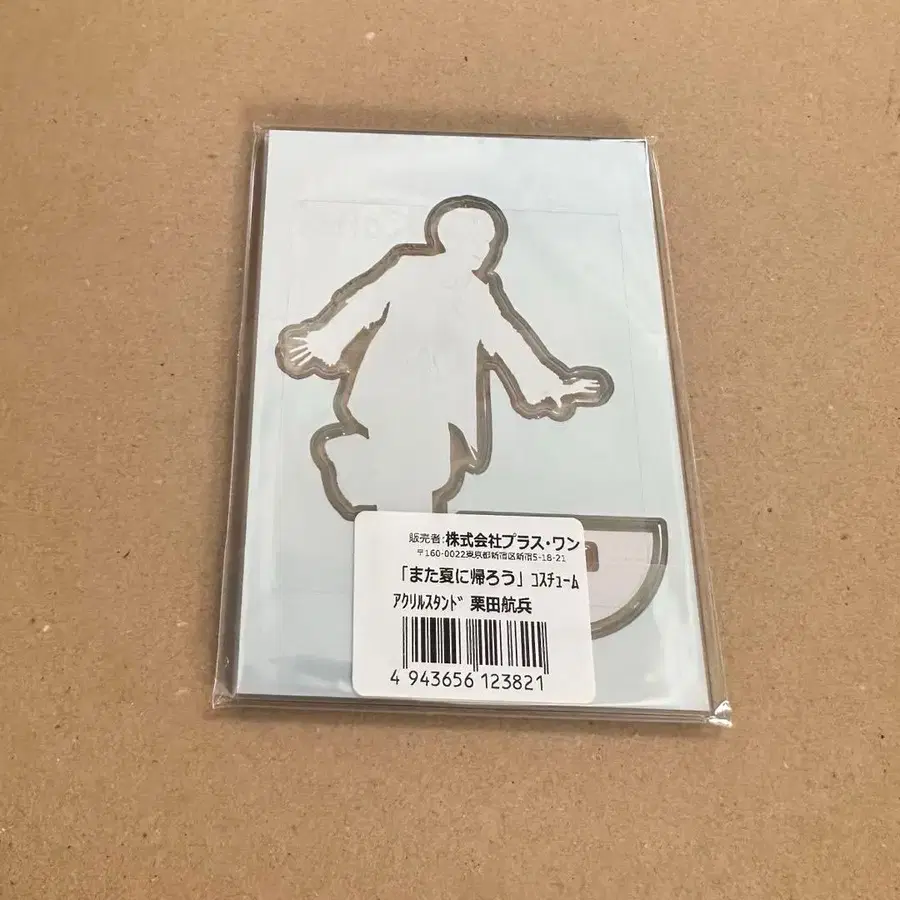 販売者:株式会社プラス・ワン
〒160-0022東京都新宿区新宿5-18-21
「また夏に帰ろう」ｺｽﾁｭｰﾑ
ｱｸﾘﾙｽﾀﾝﾄﾞ 栗田航兵
4 943656 123821